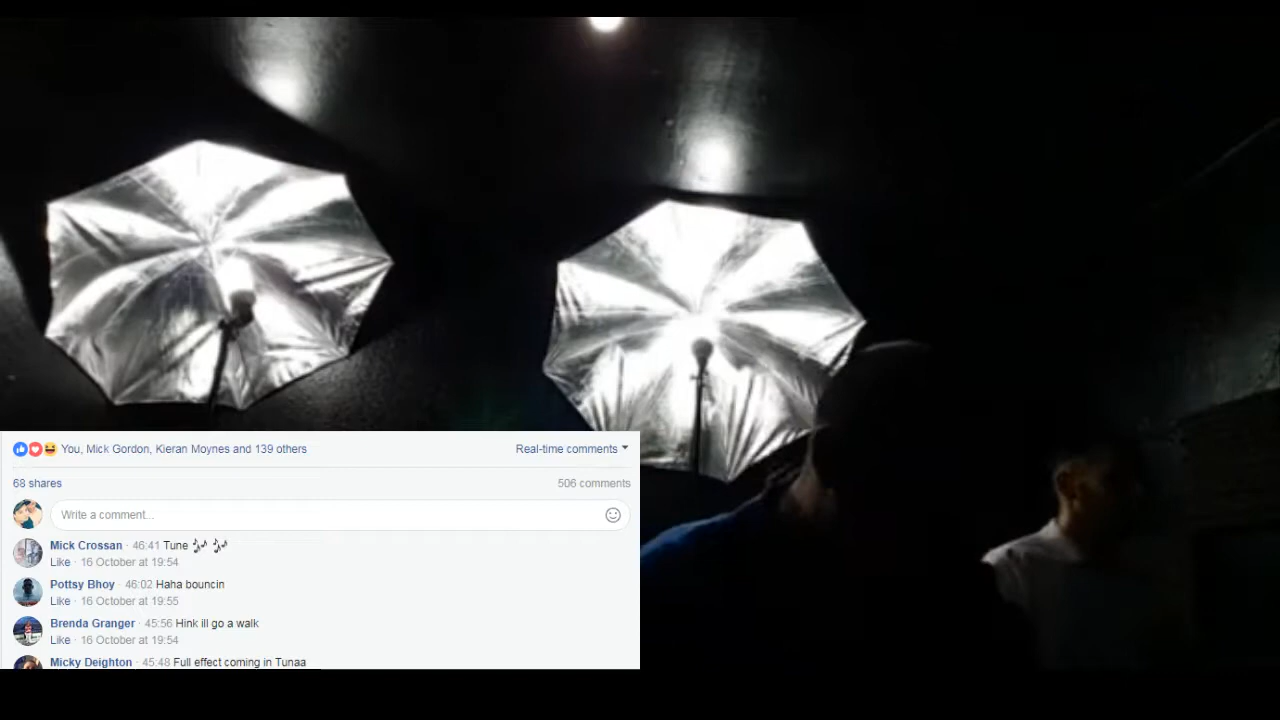 You, Mick Gordon, Kieran Moynes and 139 others Real-time comments
68 shares 506 comments
Write a comment...
Mick Crossan · 46:41 Tune 🎶 🎶
Like · 16 October at 19:54
Pottsy Bhoy · 46:02 Haha bouncin
Like · 16 October at 19:55
Brenda Granger · 45:56 Hink ill go a walk
Like · 16 October at 19:54
Micky Deighton · 45:48 Full effect coming in Tunaa